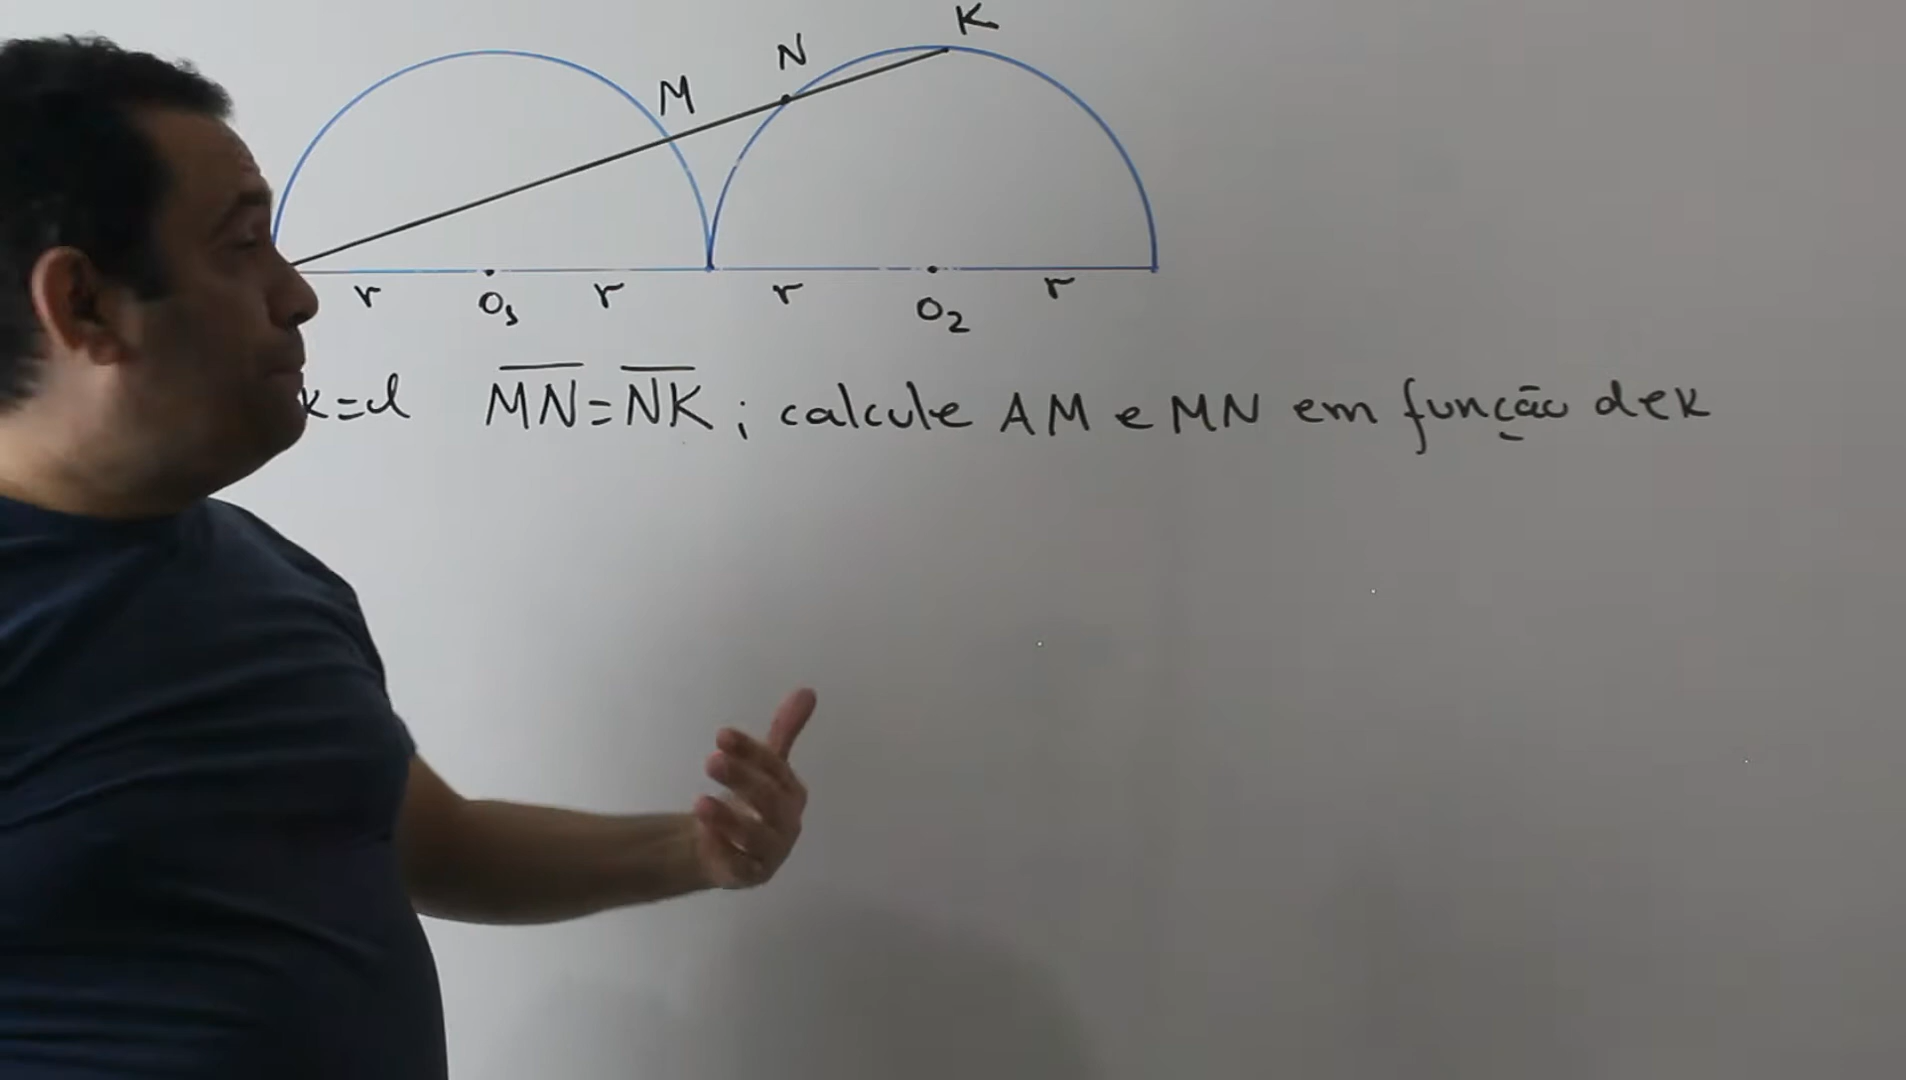 K
N
M
r O₁ r r O₂ r
k=d MN=NK; calcule AM e MN em função de k